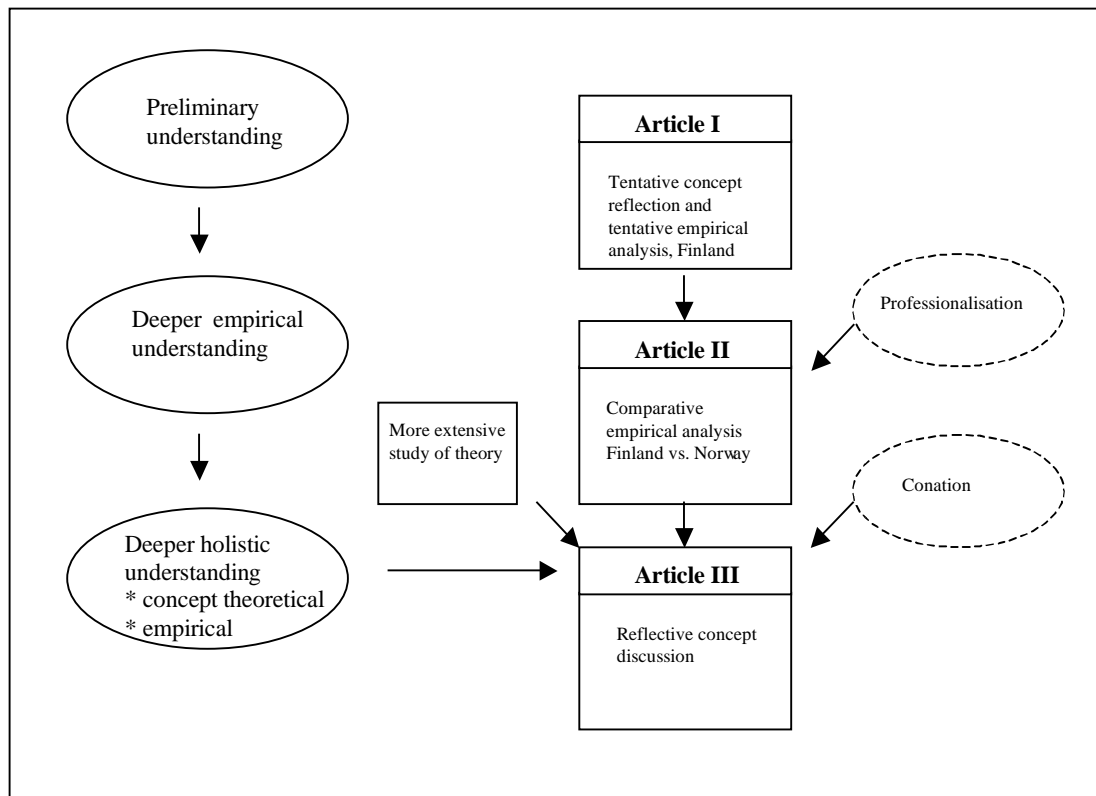 Preliminary
understanding
Deeper empirical
understanding
Deeper holistic
understanding
* concept theoretical
* empirical
More extensive
study of theory
Article I
Tentative concept
reflection and
tentative empirical
analysis, Finland
Article II
Comparative
empirical analysis
Finland vs. Norway
Article III
Reflective concept
discussion
Professionalisation
Conation